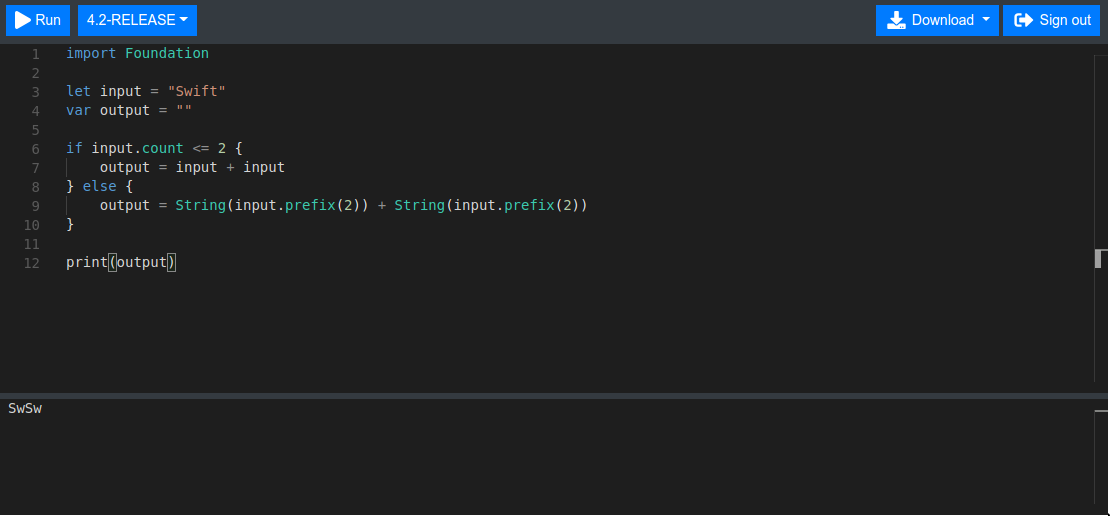 Run 4.2-RELEASE Download Sign out
1 import Foundation
2
3 let input = "Swift"
4 var output = ""
5
6 if input.count <= 2 {
7     output = input + input
8 } else {
9     output = String(input.prefix(2)) + String(input.prefix(2))
10 }
11
12 print(output)
SwSw